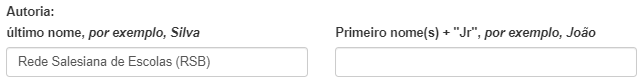 Autoria:
último nome, por exemplo, Silva
Primeiro nome(s) + "Jr", por exemplo, João
Rede Salesiana de Escolas (RSB)